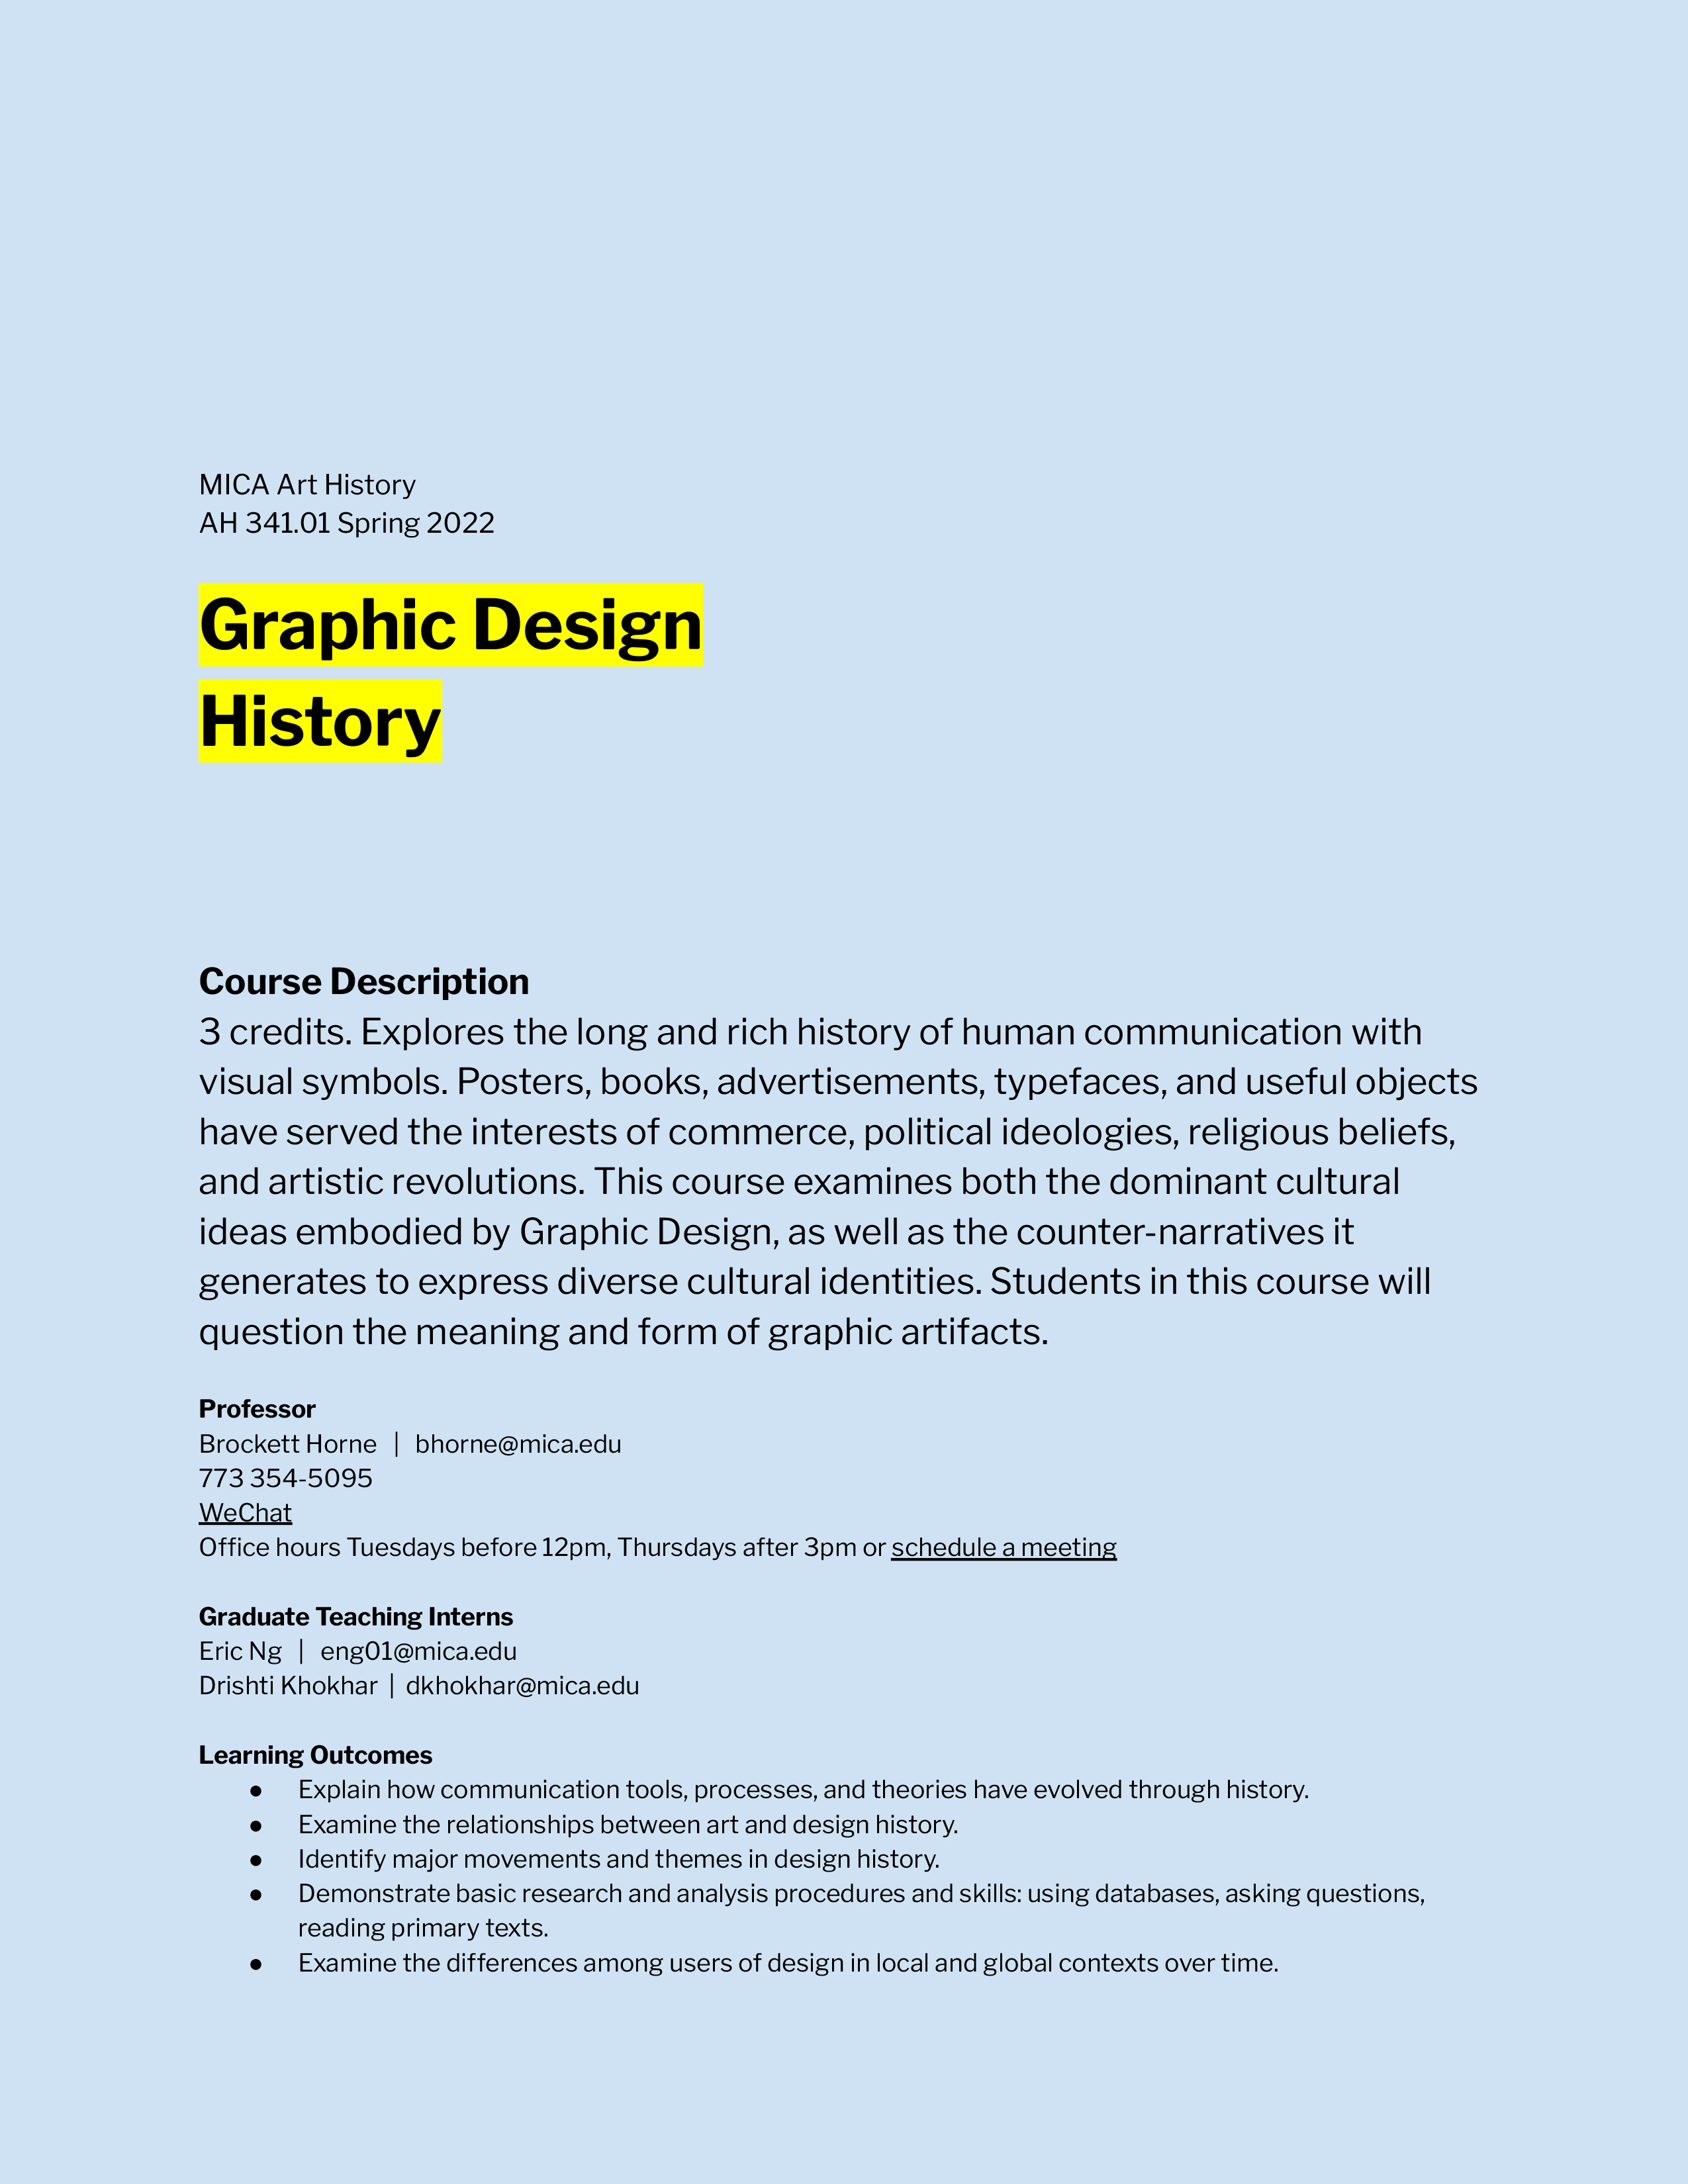 MICA Art History
AH 341.01 Spring 2022
Graphic Design
History
Course Description
3 credits. Explores the long and rich history of human communication with
visual symbols. Posters, books, advertisements, typefaces, and useful objects
have served the interests of commerce, political ideologies, religious beliefs,
and artistic revolutions. This course examines both the dominant cultural
ideas embodied by Graphic Design, as well as the counter-narratives it
generates to express diverse cultural identities. Students in this course will
question the meaning and form of graphic artifacts.
Professor
Brockett Horne | bhorne@mica.edu
773 354-5095
WeChat
Office hours Tuesdays before 12pm, Thursdays after 3pm or schedule a meeting
Graduate Teaching Interns
Eric Ng | eng01@mica.edu
Drishti Khokhar | dkhokhar@mica.edu
Learning Outcomes
● Explain how communication tools, processes, and theories have evolved through history.
● Examine the relationships between art and design history.
● Identify major movements and themes in design history.
● Demonstrate basic research and analysis procedures and skills: using databases, asking questions,
reading primary texts.
● Examine the differences among users of design in local and global contexts over time.